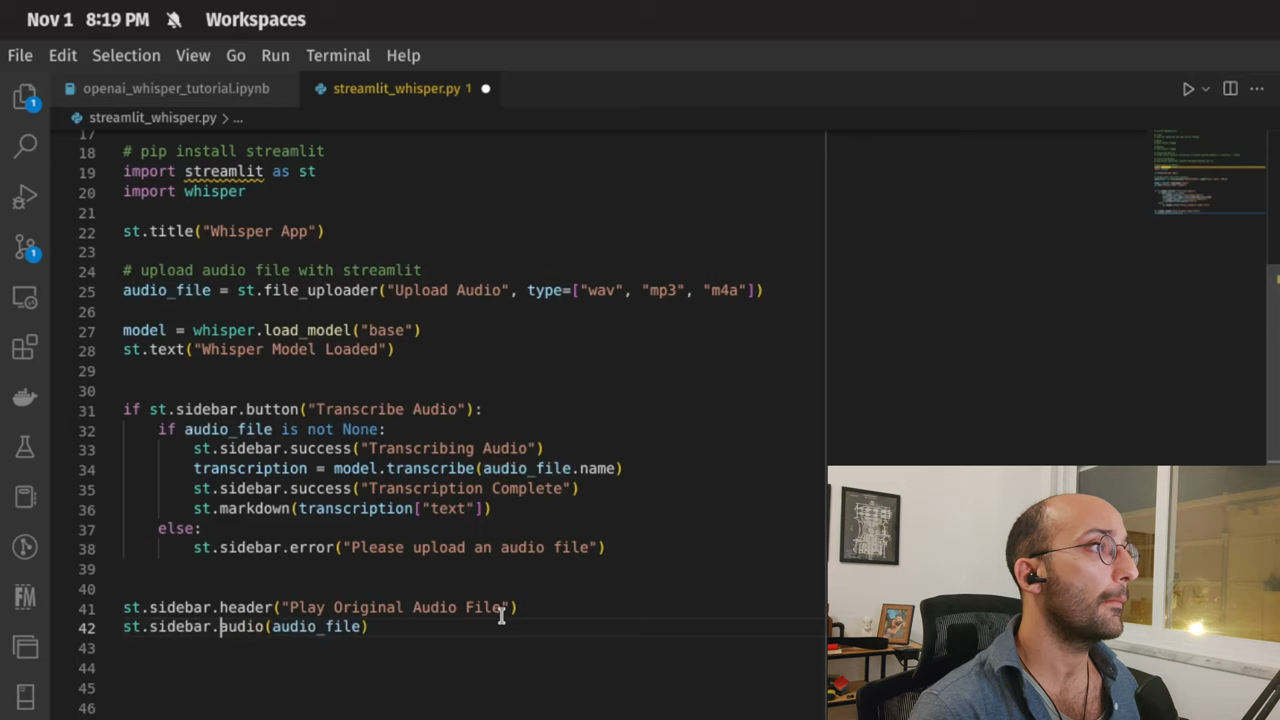 Nov 1 8:19 PM Workspaces
File Edit Selection View Go Run Terminal Help
openai_whisper_tutorial.ipynb streamlit_whisper.py 1
streamlit_whisper.py > ...
1
1
17
18 # pip install streamlit
19 import streamlit as st
20 import whisper
21
22 st.title("Whisper App")
23
24 # upload audio file with streamlit
25 audio_file = st.file_uploader("Upload Audio", type=["wav", "mp3", "m4a"])
26
27 model = whisper.load_model("base")
28 st.text("Whisper Model Loaded")
29
30
31 if st.sidebar.button("Transcribe Audio"):
32 if audio_file is not None:
33 st.sidebar.success("Transcribing Audio")
34 transcription = model.transcribe(audio_file.name)
35 st.sidebar.success("Transcription Complete")
36 st.markdown(transcription["text"])
37 else:
38 st.sidebar.error("Please upload an audio file")
39
40
41 st.sidebar.header("Play Original Audio File")
42 st.sidebar.audio(audio_file)
43
44
45
46
FM